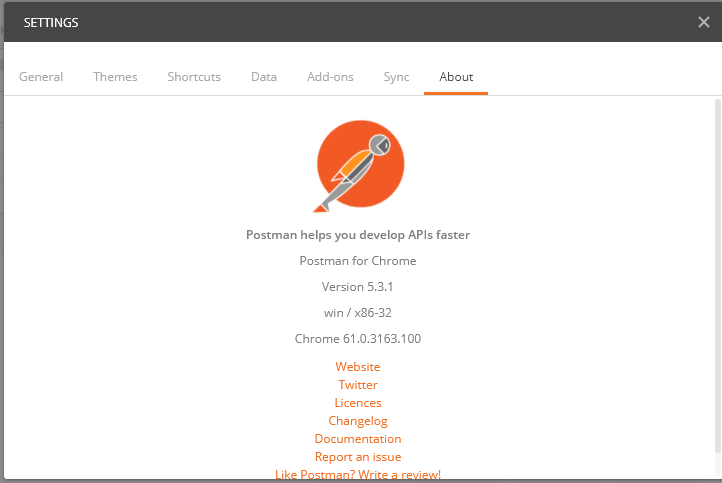 SETTINGS
General Themes Shortcuts Data Add-ons Sync About
Postman helps you develop APIs faster
Postman for Chrome
Version 5.3.1
win / x86-32
Chrome 61.0.3163.100
Website
Twitter
Licences
Changelog
Documentation
Report an issue
Like Postman? Write a review!